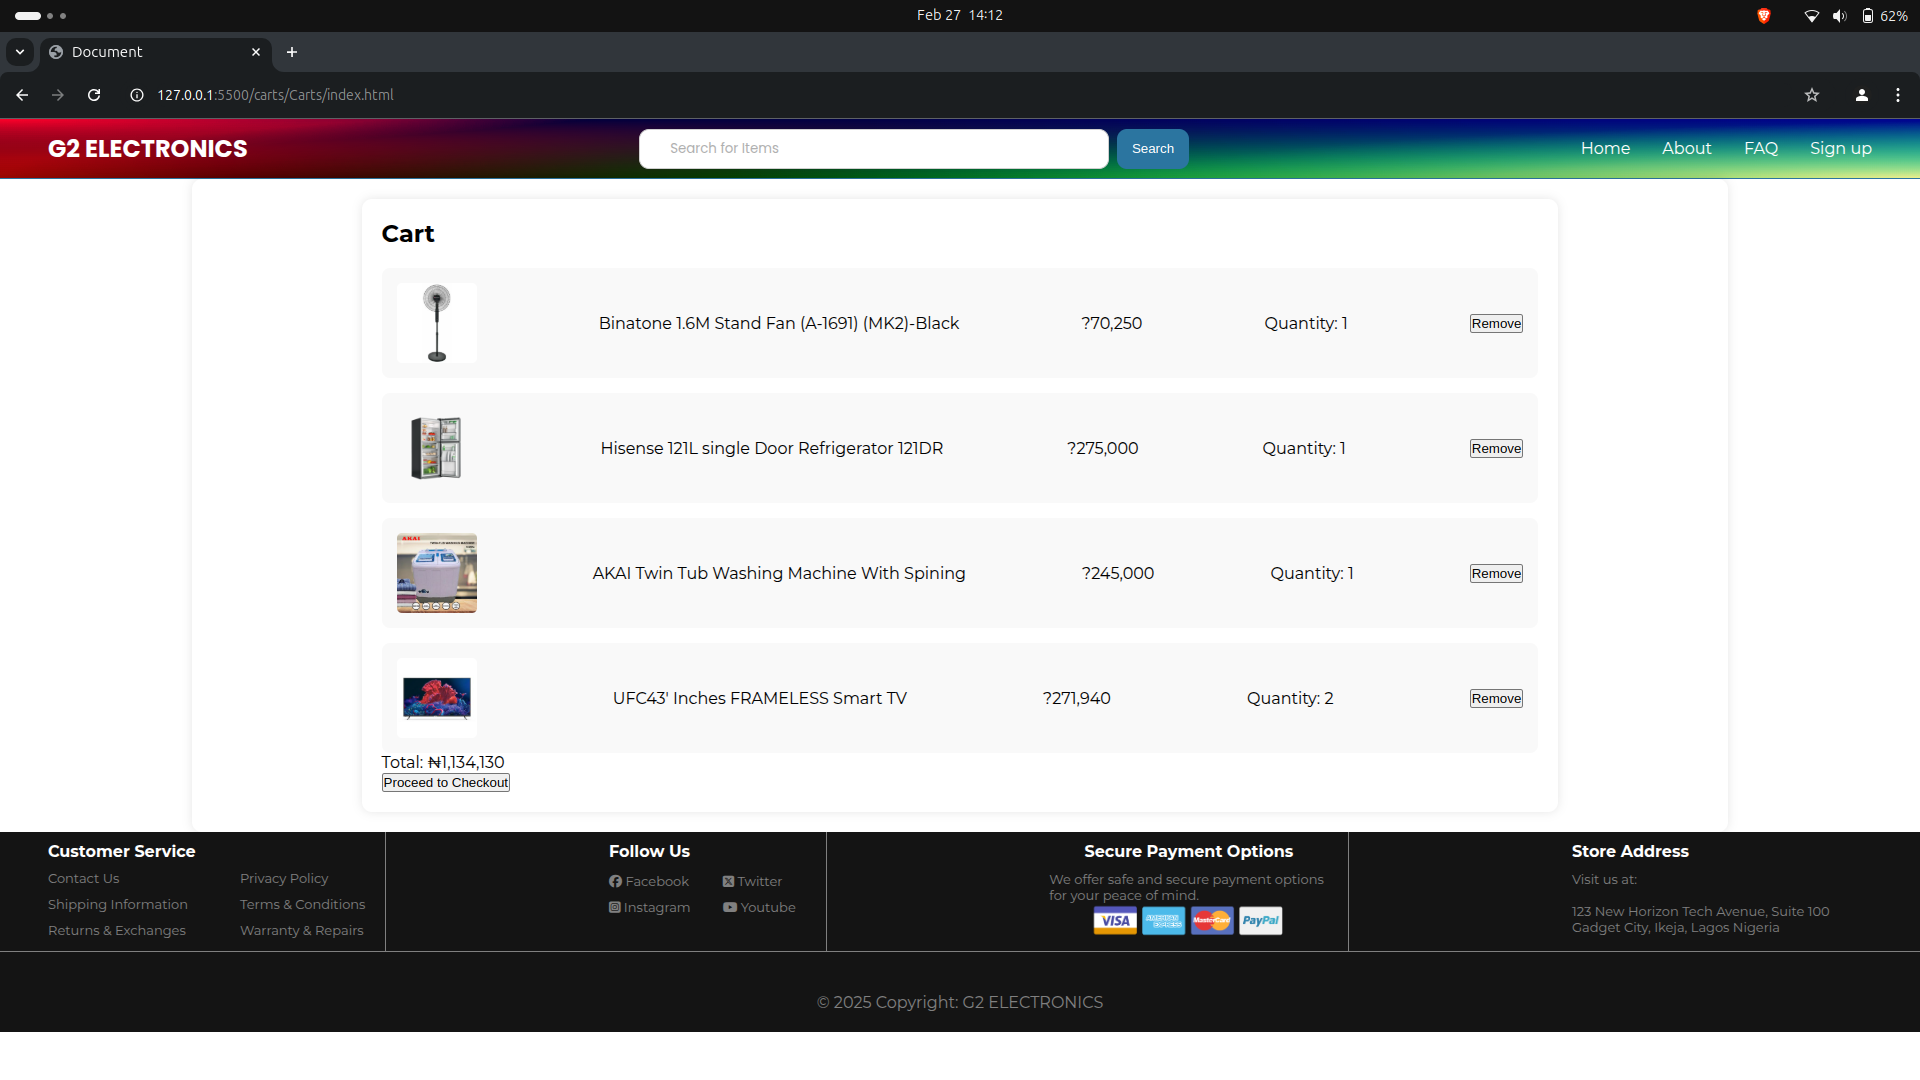 Feb 27 14:12
62%
Document
127.0.0.1:5500/carts/Carts/index.html
G2 ELECTRONICS
Search for Items
Search
Home
About
FAQ
Sign up
Cart
Binatone 1.6M Stand Fan (A-1691) (MK2)-Black
?70,250
Quantity: 1
Remove
Hisense 121L single Door Refrigerator 121DR
?275,000
Quantity: 1
Remove
AKAI
AKAI Twin Tub Washing Machine With Spining
?245,000
Quantity: 1
Remove
UFC43' Inches FRAMELESS Smart TV
?271,940
Quantity: 2
Remove
Total: ₦1,134,130
Proceed to Checkout
Customer Service
Contact Us
Privacy Policy
Shipping Information
Terms & Conditions
Returns & Exchanges
Warranty & Repairs
Follow Us
Facebook
Twitter
Instagram
Youtube
Secure Payment Options
We offer safe and secure payment options
for your peace of mind.
VISA
AMERICAN
EXPRESS
MasterCard
PayPal
Store Address
Visit us at:
123 New Horizon Tech Avenue, Suite 100
Gadget City, Ikeja, Lagos Nigeria
© 2025 Copyright: G2 ELECTRONICS